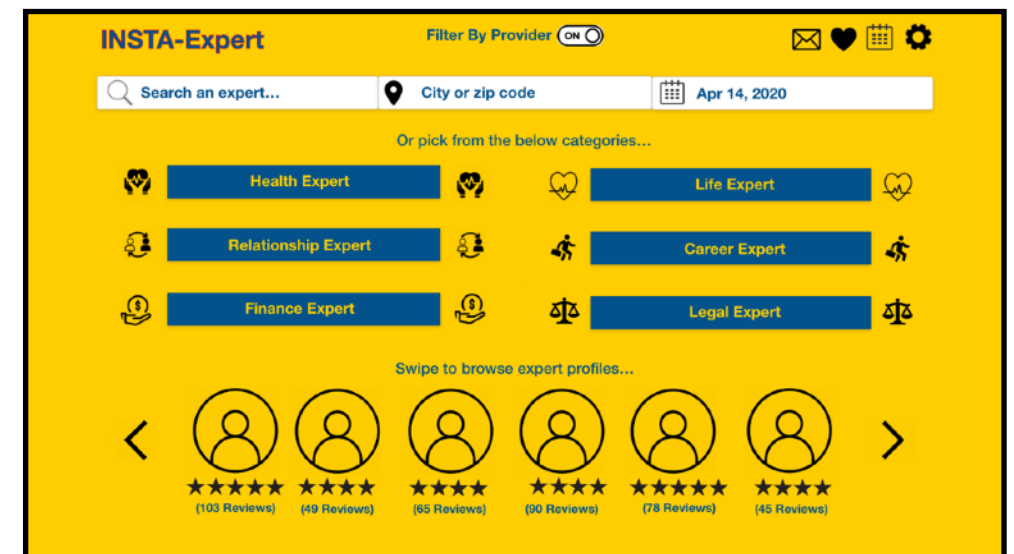 INSTA-Expert
Filter By Provider ON
Search an expert...
City or zip code
Apr 14, 2020
Or pick from the below categories...
Health Expert
Life Expert
Relationship Expert
Career Expert
Finance Expert
Legal Expert
Swipe to browse expert profiles...
(103 Reviews)
(49 Reviews)
(65 Reviews)
(90 Reviews)
(78 Reviews)
(45 Reviews)